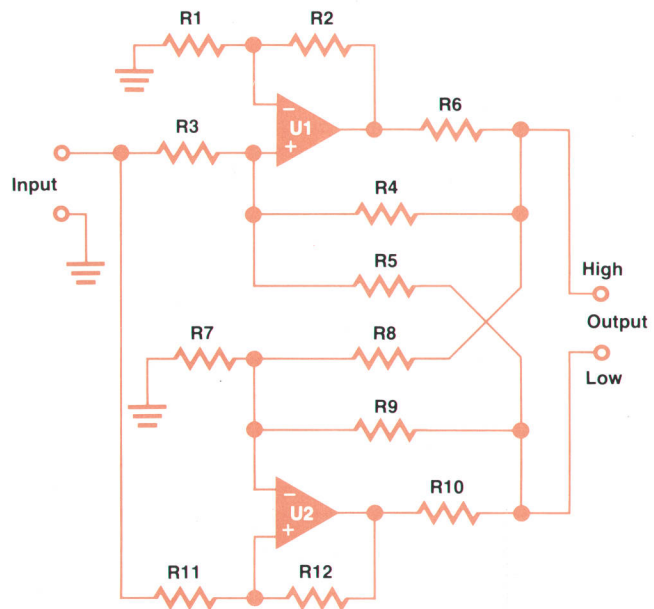 R1
R2
−
U1
+
R3
R6
Input
R4
R5
High
Output
Low
R7
R8
R9
−
U2
+
R10
R11
R12